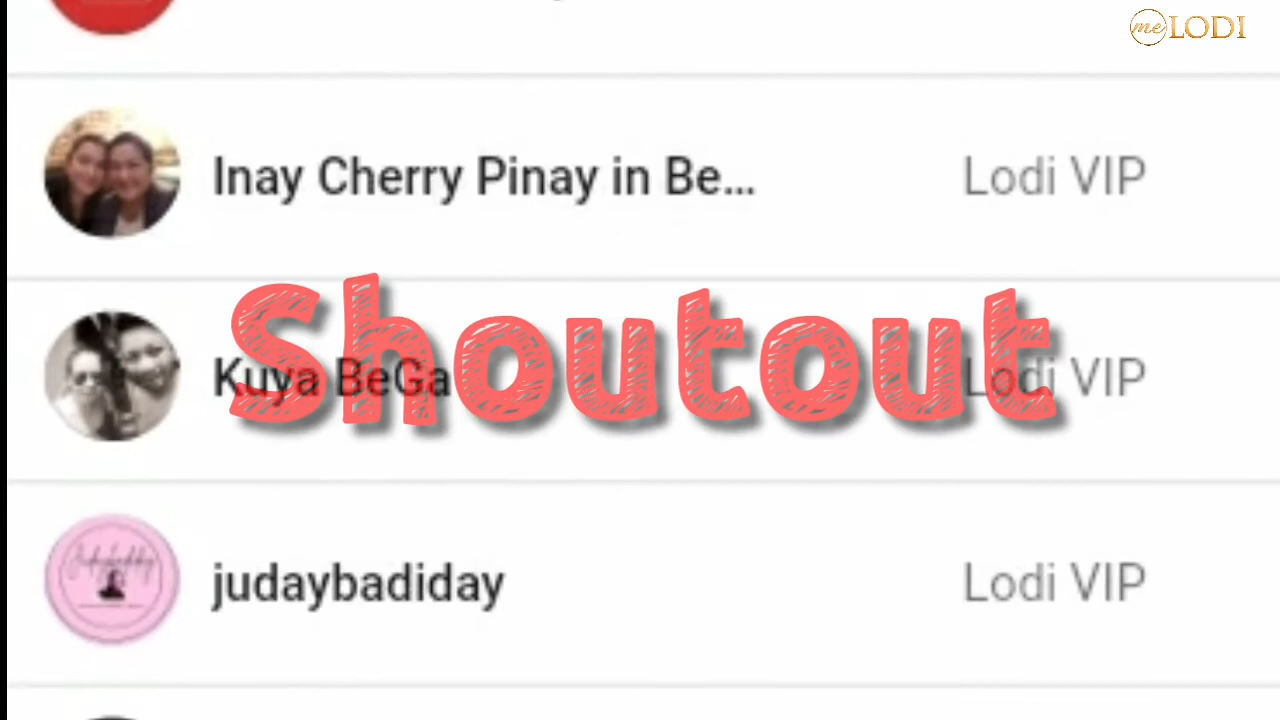 meLODI
Inay Cherry Pinay in Be...
Lodi VIP
Shoutout
Kuya BeGa
Lodi VIP
judaybadiday
Lodi VIP